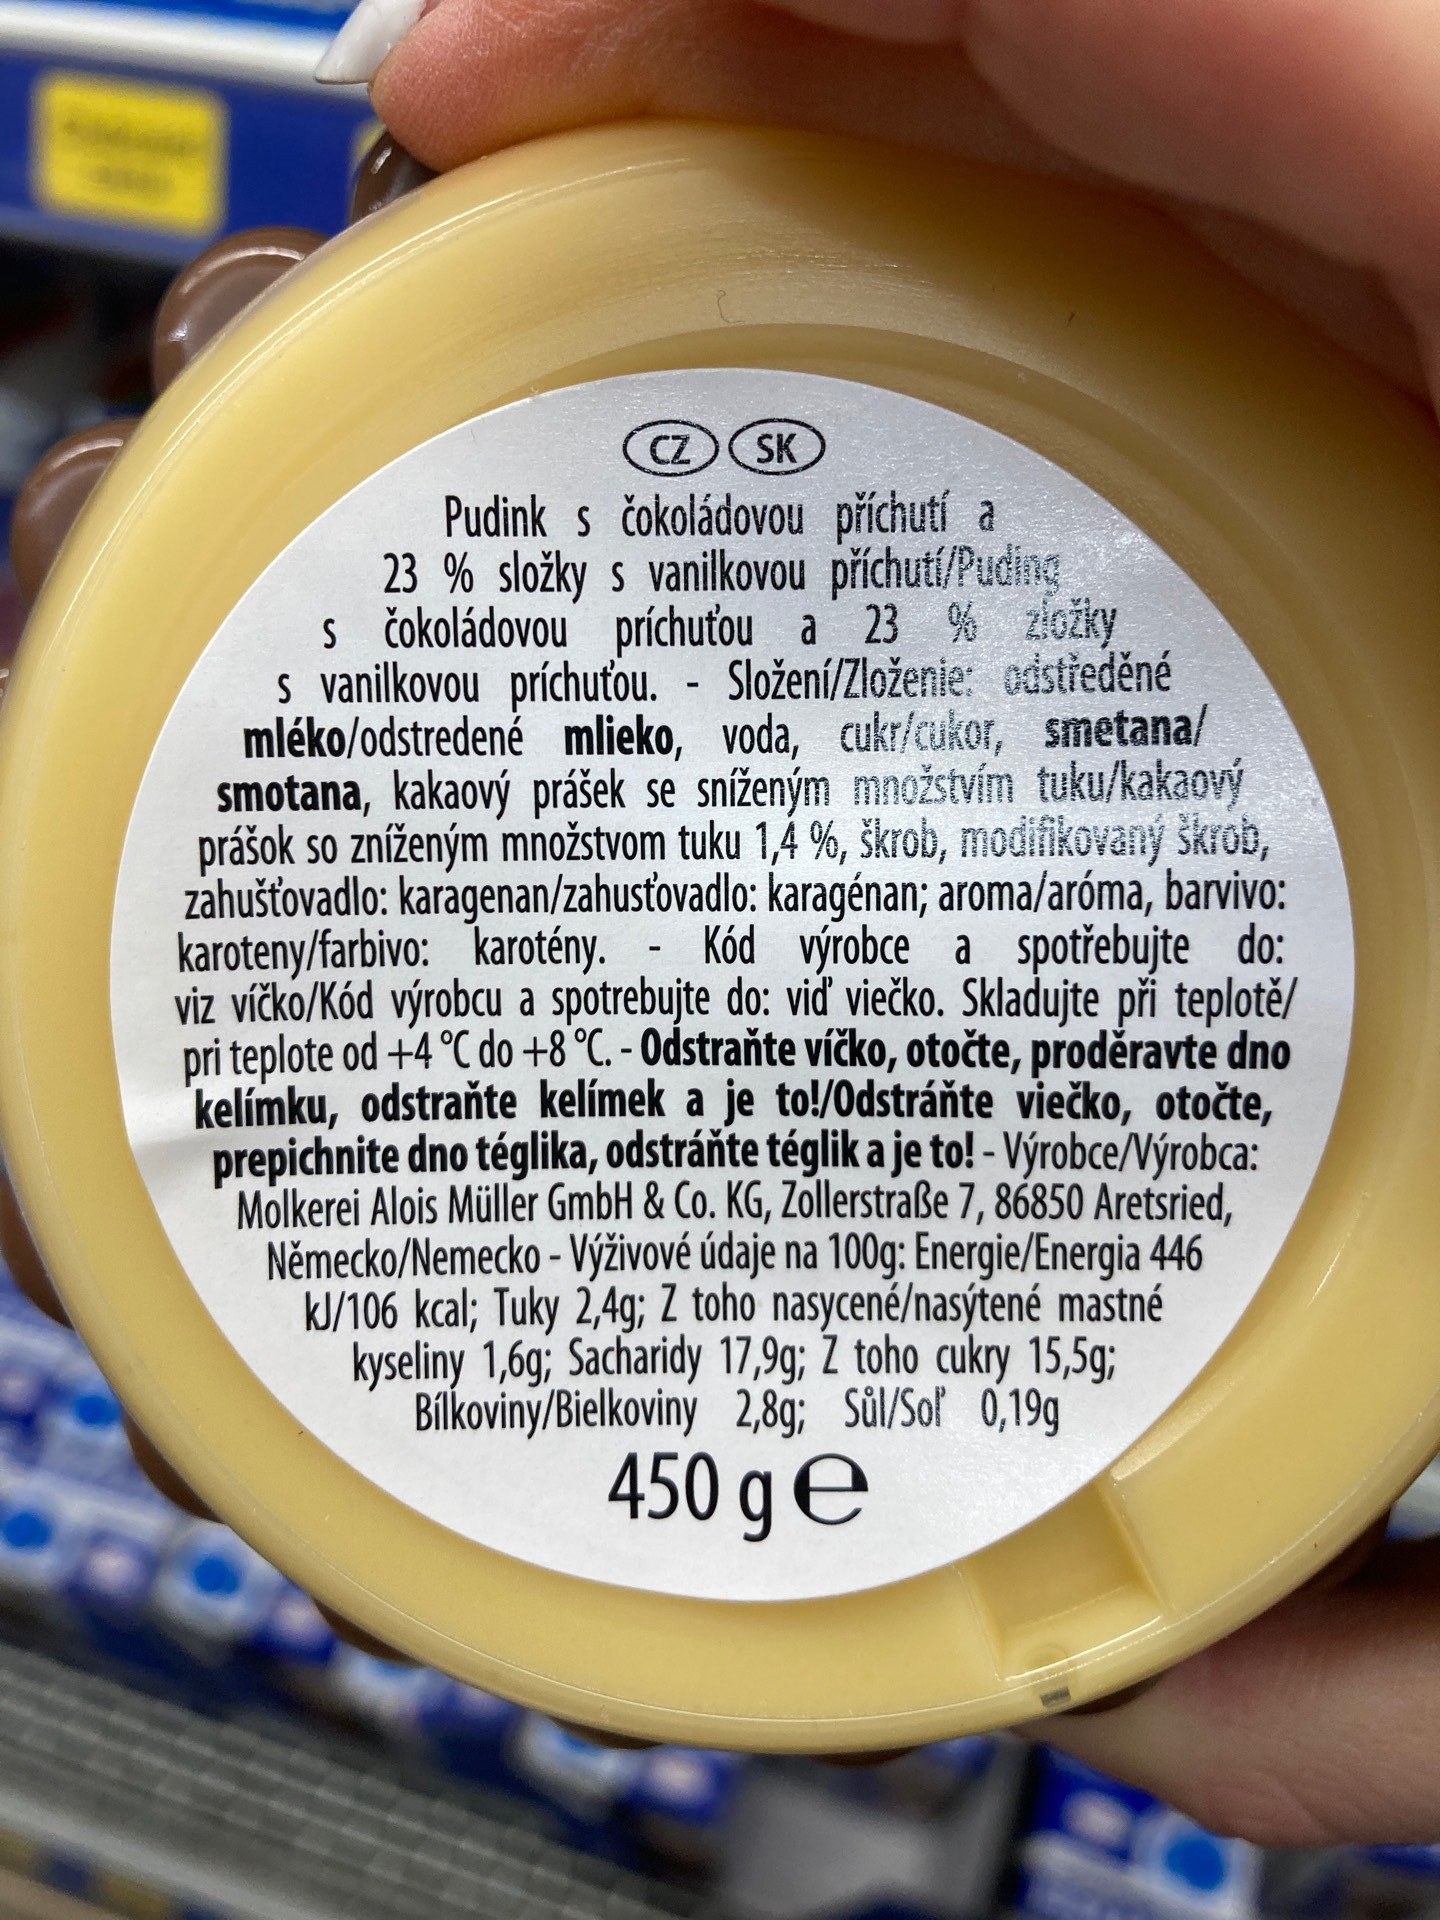 CZ SK
Pudink s čokoládovou příchutí a
23 % složky s vanilkovou příchutí/Puding
s čokoládovou príchuťou a 23 % zložky
s vanilkovou príchuťou. - Složení/Zloženie: odstředěné
mléko/odstredené mlieko, voda, cukr/cukor, smetana/
smotana, kakaový prášek se sníženým množstvím tuku/kakaový
prášok so zníženým množstvom tuku 1,4 %, škrob, modifikovaný škrob,
zahušťovadlo: karagenan/zahusťovadlo: karagénan; aroma/aróma, barvivo:
karoteny/farbivo: karotény. - Kód výrobce a spotřebujte do:
viz víčko/Kód výrobcu a spotrebujte do: viď viečko. Skladujte při teplotě/
pri teplote od +4 °C do +8 °C. - Odstraňte víčko, otočte, proděravte dno
kelímku, odstraňte kelímek a je to!/Odstráňte viečko, otočte,
prepichnite dno téglika, odstráňte téglik a je to! - Výrobce/Výrobca:
Molkerei Alois Müller GmbH & Co. KG, Zollerstraße 7, 86850 Aretsried,
Německo/Nemecko - Výživové údaje na 100g: Energie/Energia 446
kJ/106 kcal; Tuky 2,4g; Z toho nasycené/nasýtené mastné
kyseliny 1,6g; Sacharidy 17,9g; Z toho cukry 15,5g;
Bílkoviny/Bielkoviny 2,8g; Sůl/Soľ 0,19g
450 g e